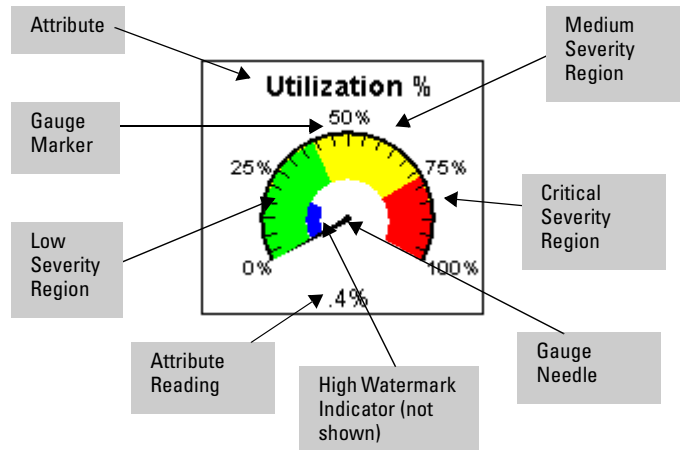 Attribute
Medium
Severity
Region
Utilization %
Gauge
Marker
50%
25%
75%
Critical
Severity
Region
Low
Severity
Region
0%
100%
.4%
Attribute
Reading
High Watermark
Indicator (not
shown)
Gauge
Needle